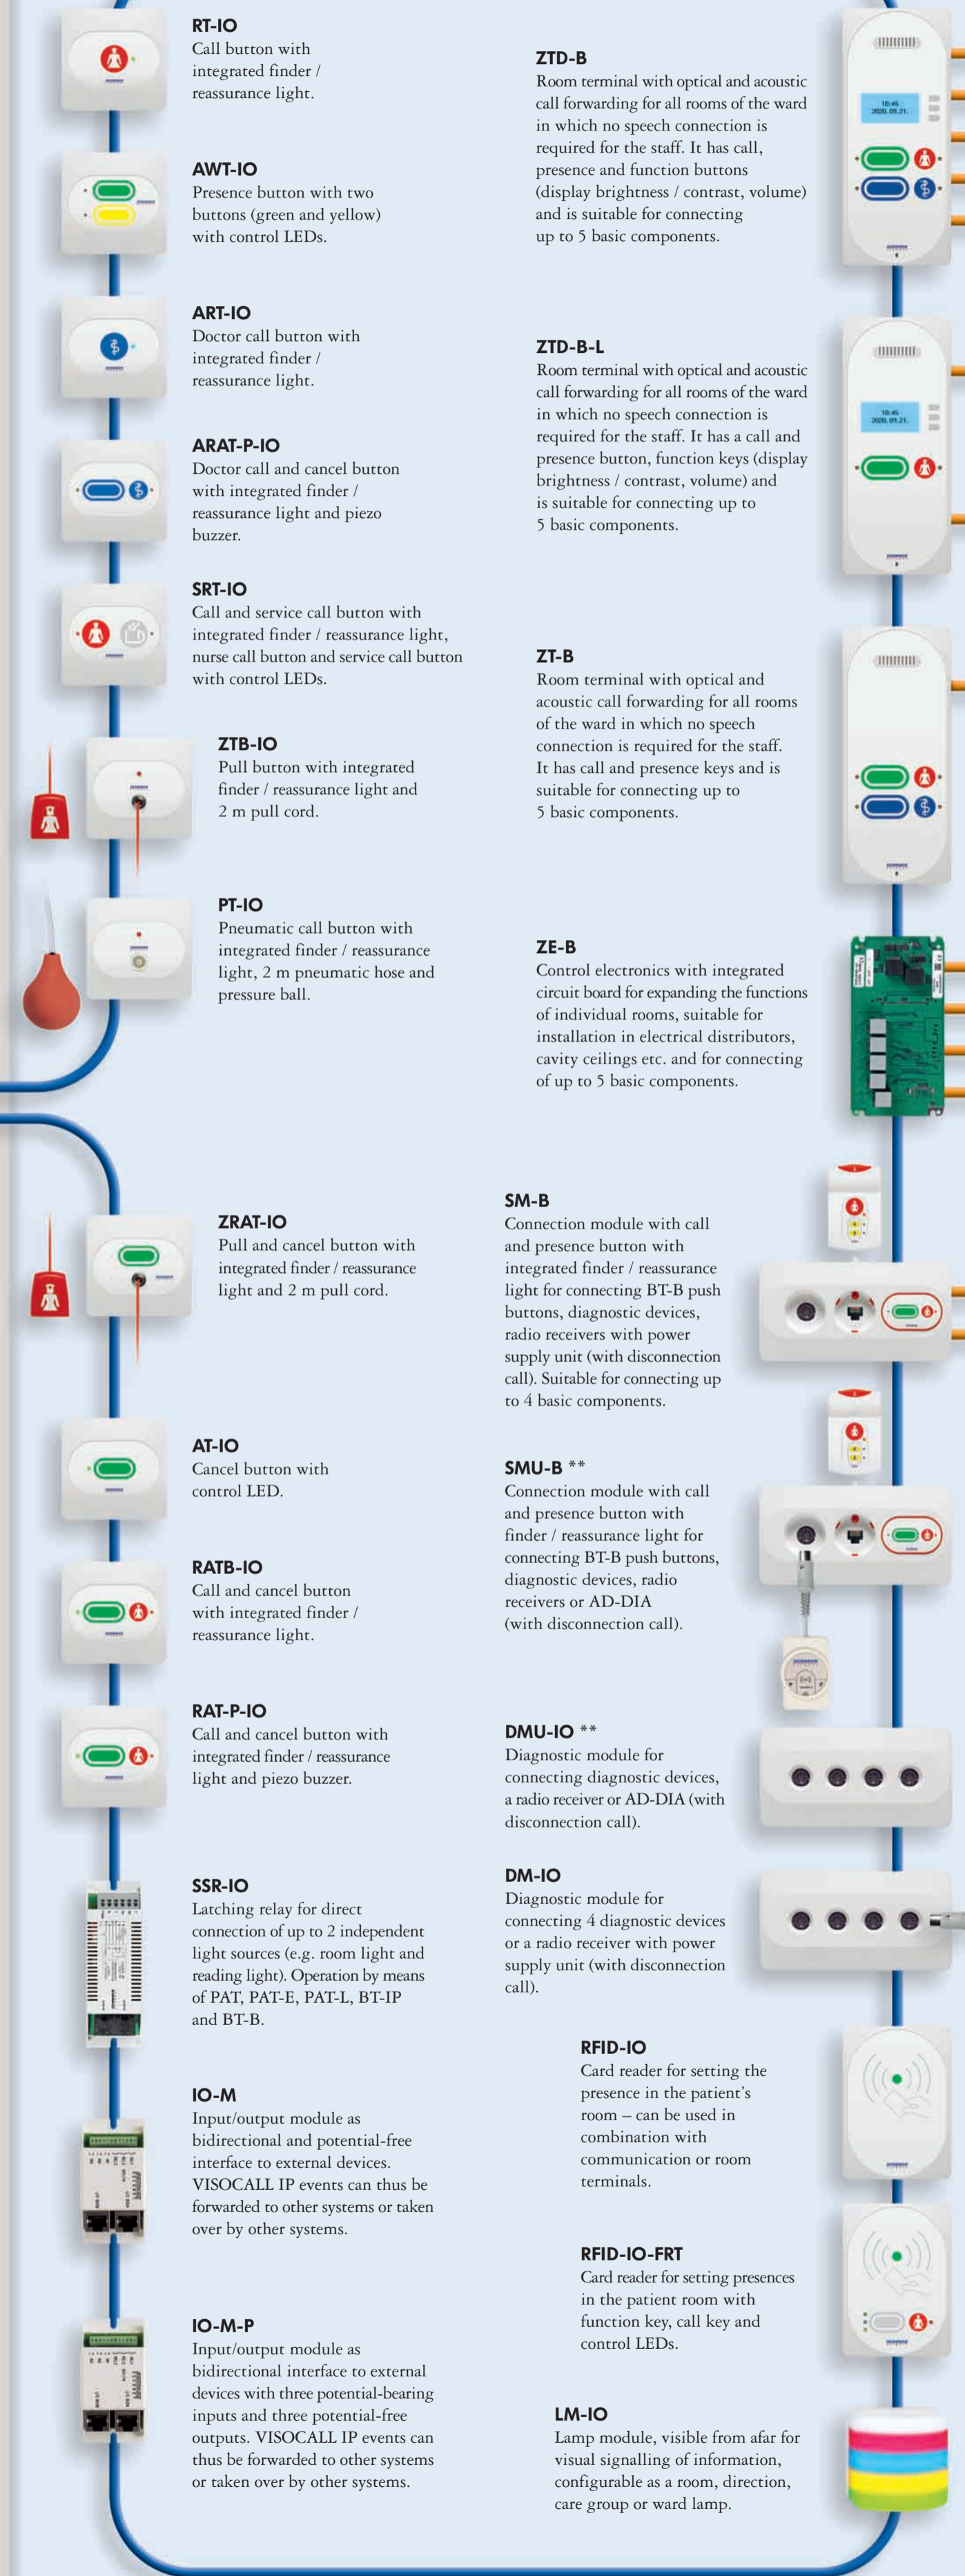 RT-IO
Call button with
integrated finder /
reassurance light.
AWT-IO
Presence button with two
buttons (green and yellow)
with control LEDs.
ART-IO
Doctor call button with
integrated finder /
reassurance light.
ARAT-P-IO
Doctor call and cancel button
with integrated finder /
reassurance light and piezo
buzzer.
SRT-IO
Call and service call button with
integrated finder / reassurance light,
nurse call button and service call button
with control LEDs.
ZTB-IO
Pull button with integrated
finder / reassurance light and
2 m pull cord.
PT-IO
Pneumatic call button with
integrated finder / reassurance
light, 2 m pneumatic hose and
pressure ball.
ZRAT-IO
Pull and cancel button with
integrated finder / reassurance
light and 2 m pull cord.
AT-IO
Cancel button with
control LED.
RATB-IO
Call and cancel button
with integrated finder /
reassurance light.
RAT-P-IO
Call and cancel button with
integrated finder / reassurance
light and piezo buzzer.
SSR-IO
Latching relay for direct
connection of up to 2 independent
light sources (e.g. room light and
reading light). Operation by means
of PAT, PAT-E, PAT-L, BT-IP
and BT-B.
IO-M
Input/output module as
bidirectional and potential-free
interface to external devices.
VISOCALL IP events can thus be
forwarded to other systems or taken
over by other systems.
IO-M-P
Input/output module as
bidirectional interface to external
devices with three potential-bearing
inputs and three potential-free
outputs. VISOCALL IP events can
thus be forwarded to other systems
or taken over by other systems.
ZTD-B
Room terminal with optical and acoustic
call forwarding for all rooms of the ward
in which no speech connection is
required for the staff. It has call,
presence and function buttons
(display brightness / contrast, volume)
and is suitable for connecting
up to 5 basic components.
10:45
2020.09.21.
ZTD-B-L
Room terminal with optical and acoustic
call forwarding for all rooms of the ward
in which no speech connection is
required for the staff. It has a call and
presence button, function keys (display
brightness / contrast, volume) and
is suitable for connecting up to
5 basic components.
10:45
2020.09.21.
ZT-B
Room terminal with optical and
acoustic call forwarding for all rooms
of the ward in which no speech
connection is required for the staff.
It has call and presence keys and is
suitable for connecting up to
5 basic components.
ZE-B
Control electronics with integrated
circuit board for expanding the functions
of individual rooms, suitable for
installation in electrical distributors,
cavity ceilings etc. and for connecting
of up to 5 basic components.
SM-B
Connection module with call
and presence button with
integrated finder / reassurance
light for connecting BT-B push
buttons, diagnostic devices,
radio receivers with power
supply unit (with disconnection
call). Suitable for connecting up
to 4 basic components.
SMU-B **
Connection module with call
and presence button with
finder / reassurance light for
connecting BT-B push buttons,
diagnostic devices, radio
receivers or AD-DIA
(with disconnection call).
DMU-IO **
Diagnostic module for
connecting diagnostic devices,
a radio receiver or AD-DIA (with
disconnection call).
DM-IO
Diagnostic module for
connecting 4 diagnostic devices
or a radio receiver with power
supply unit (with disconnection
call).
RFID-IO
Card reader for setting the
presence in the patient's
room – can be used in
combination with
communication or room
terminals.
RFID-IO-FRT
Card reader for setting presences
in the patient room with
function key, call key and
control LEDs.
LM-IO
Lamp module, visible from afar for
visual signalling of information,
configurable as a room, direction,
care group or ward lamp.